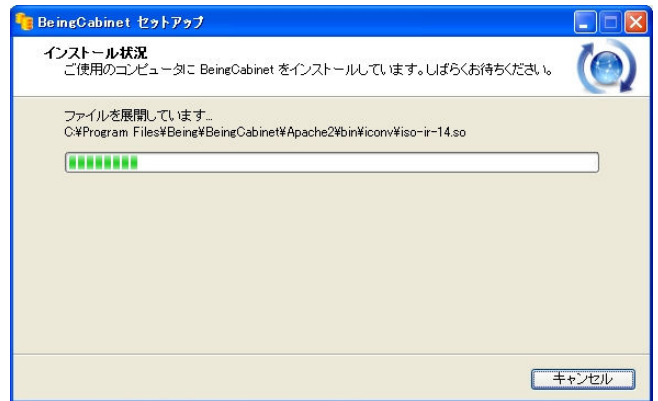 BeingCabinet セットアップ
インストール状況
ご使用のコンピュータに BeingCabinet をインストールしています。しばらくお待ちください。
ファイルを展開しています...
C:¥Program Files¥Being¥BeingCabinet¥Apache2¥bin¥iconv¥iso-ir-14.so
キャンセル